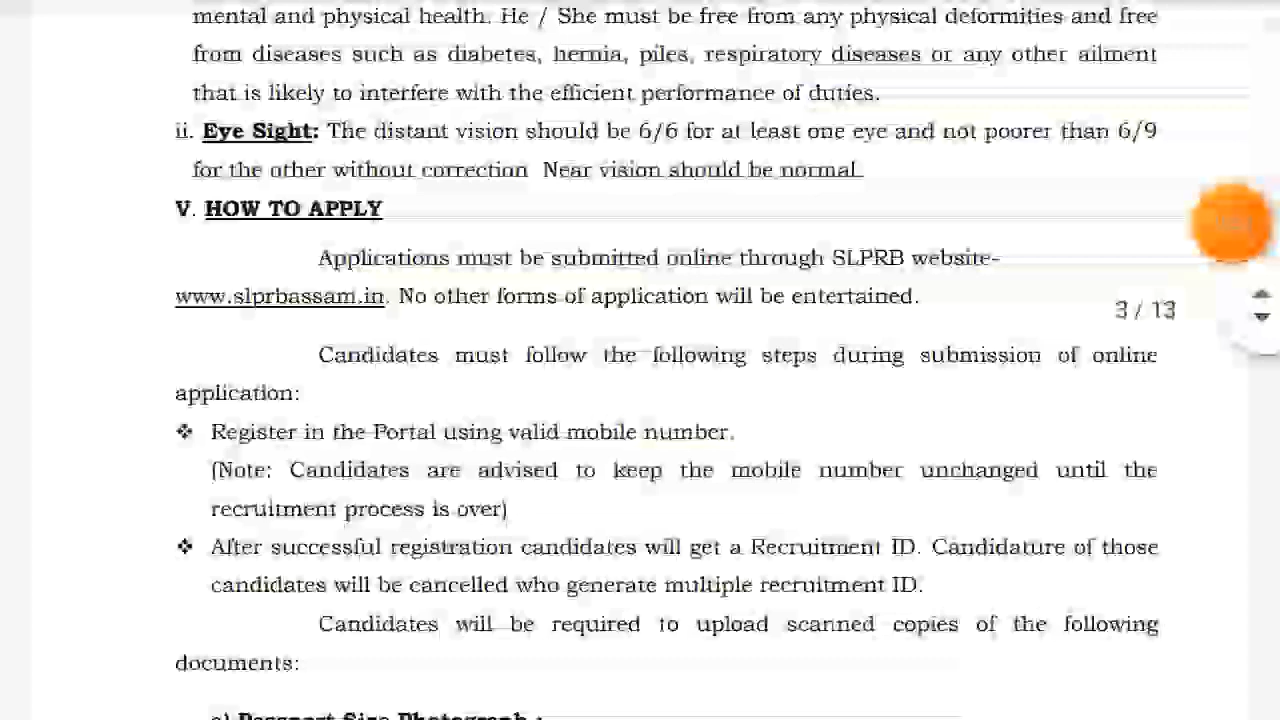 mental and physical health. He / She must be free from any physical deformities and free
from diseases such as diabetes, hernia, piles, respiratory diseases or any other ailment
that is likely to interfere with the efficient performance of duties.
ii. Eye Sight: The distant vision should be 6/6 for at least one eye and not poorer than 6/9
for the other without correction Near vision should be normal.
V. HOW TO APPLY
Applications must be submitted online through SLPRB website-
www.slprbassam.in. No other forms of application will be entertained.
3 / 13
Candidates must follow the following steps during submission of online
application:
❖ Register in the Portal using valid mobile number.
(Note: Candidates are advised to keep the mobile number unchanged until the
recruitment process is over)
❖ After successful registration candidates will get a Recruitment ID. Candidature of those
candidates will be cancelled who generate multiple recruitment ID.
Candidates will be required to upload scanned copies of the following
documents:
a) Passport Size Photograph :